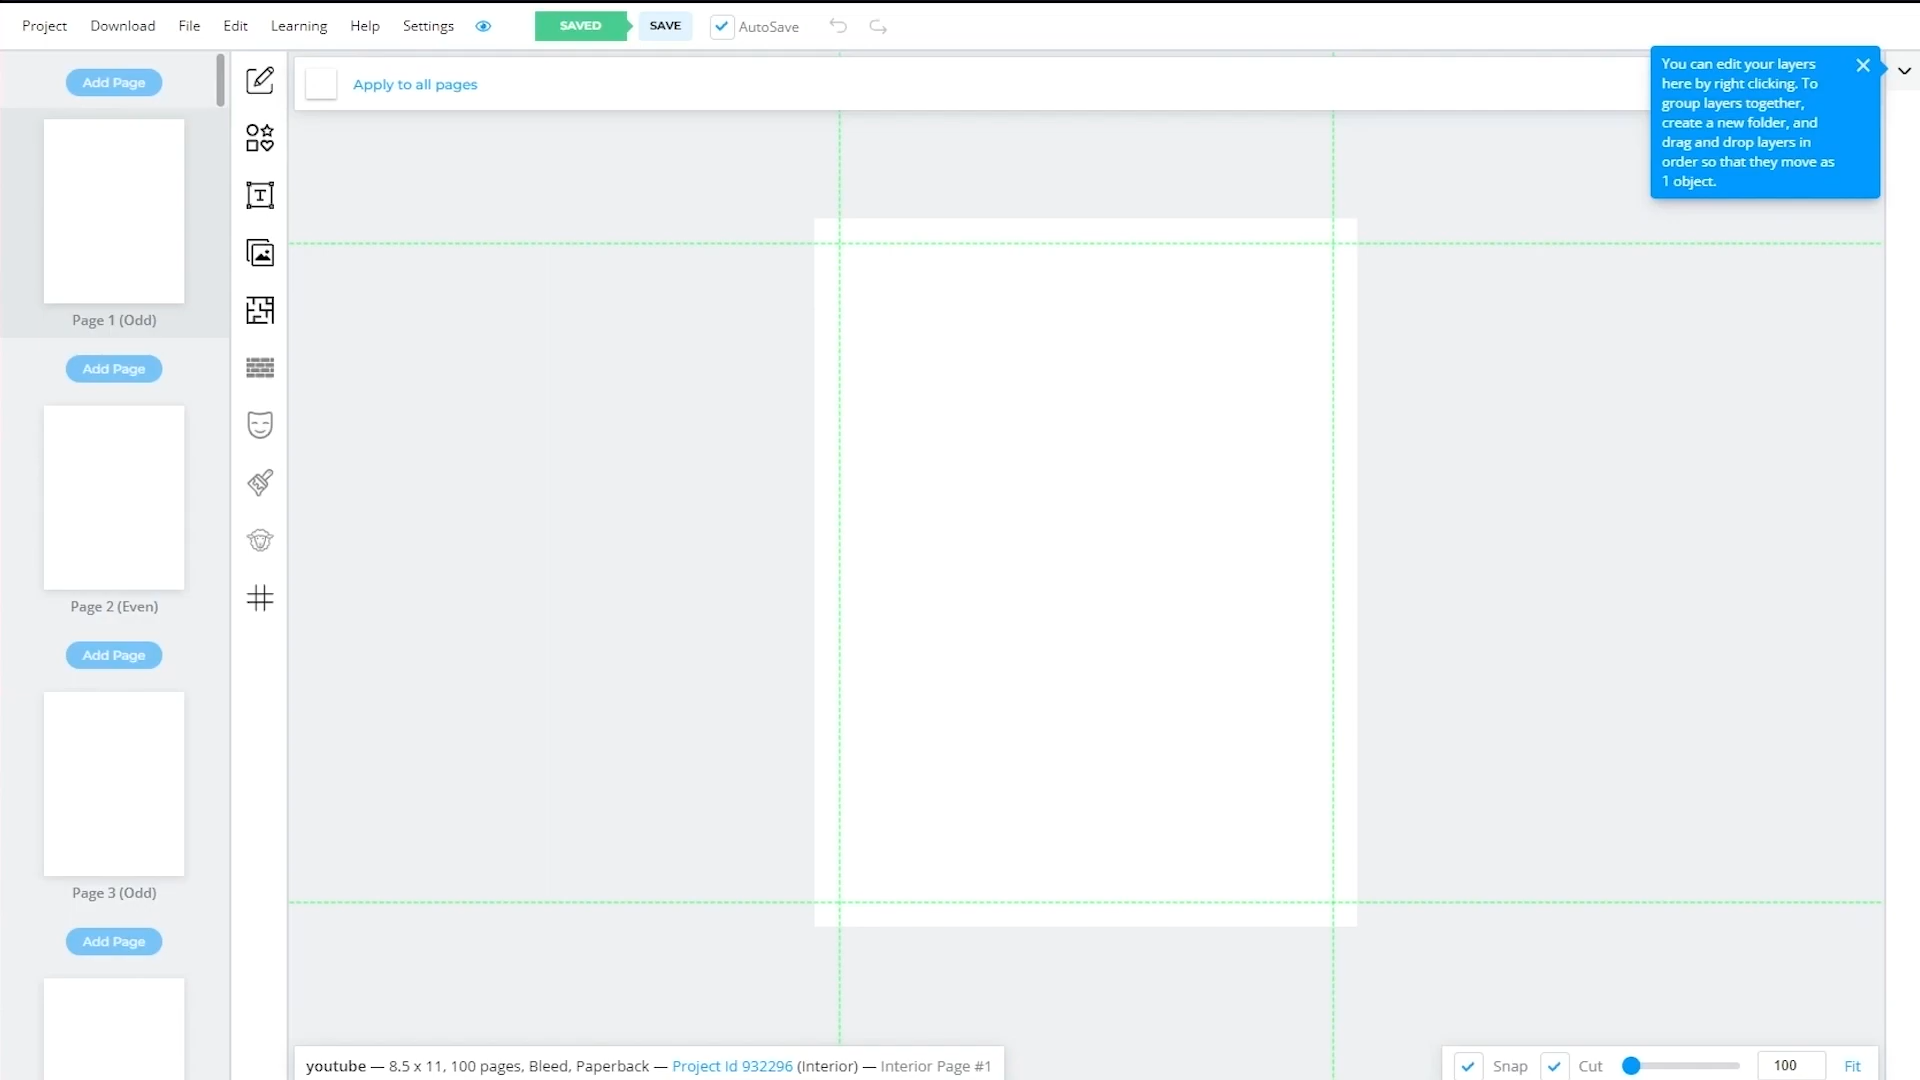 Project Download File Edit Learning Help Settings SAVED SAVE AutoSave
Add Page
Apply to all pages
You can edit your layers
here by right clicking. To
group layers together,
create a new folder, and
drag and drop layers in
order so that they move as
1 object.
Page 1 (Odd)
Add Page
Page 2 (Even)
Add Page
Page 3 (Odd)
Add Page
youtube — 8.5 x 11, 100 pages, Bleed, Paperback — Project Id 932296 (Interior) — Interior Page #1
Snap Cut 100 Fit